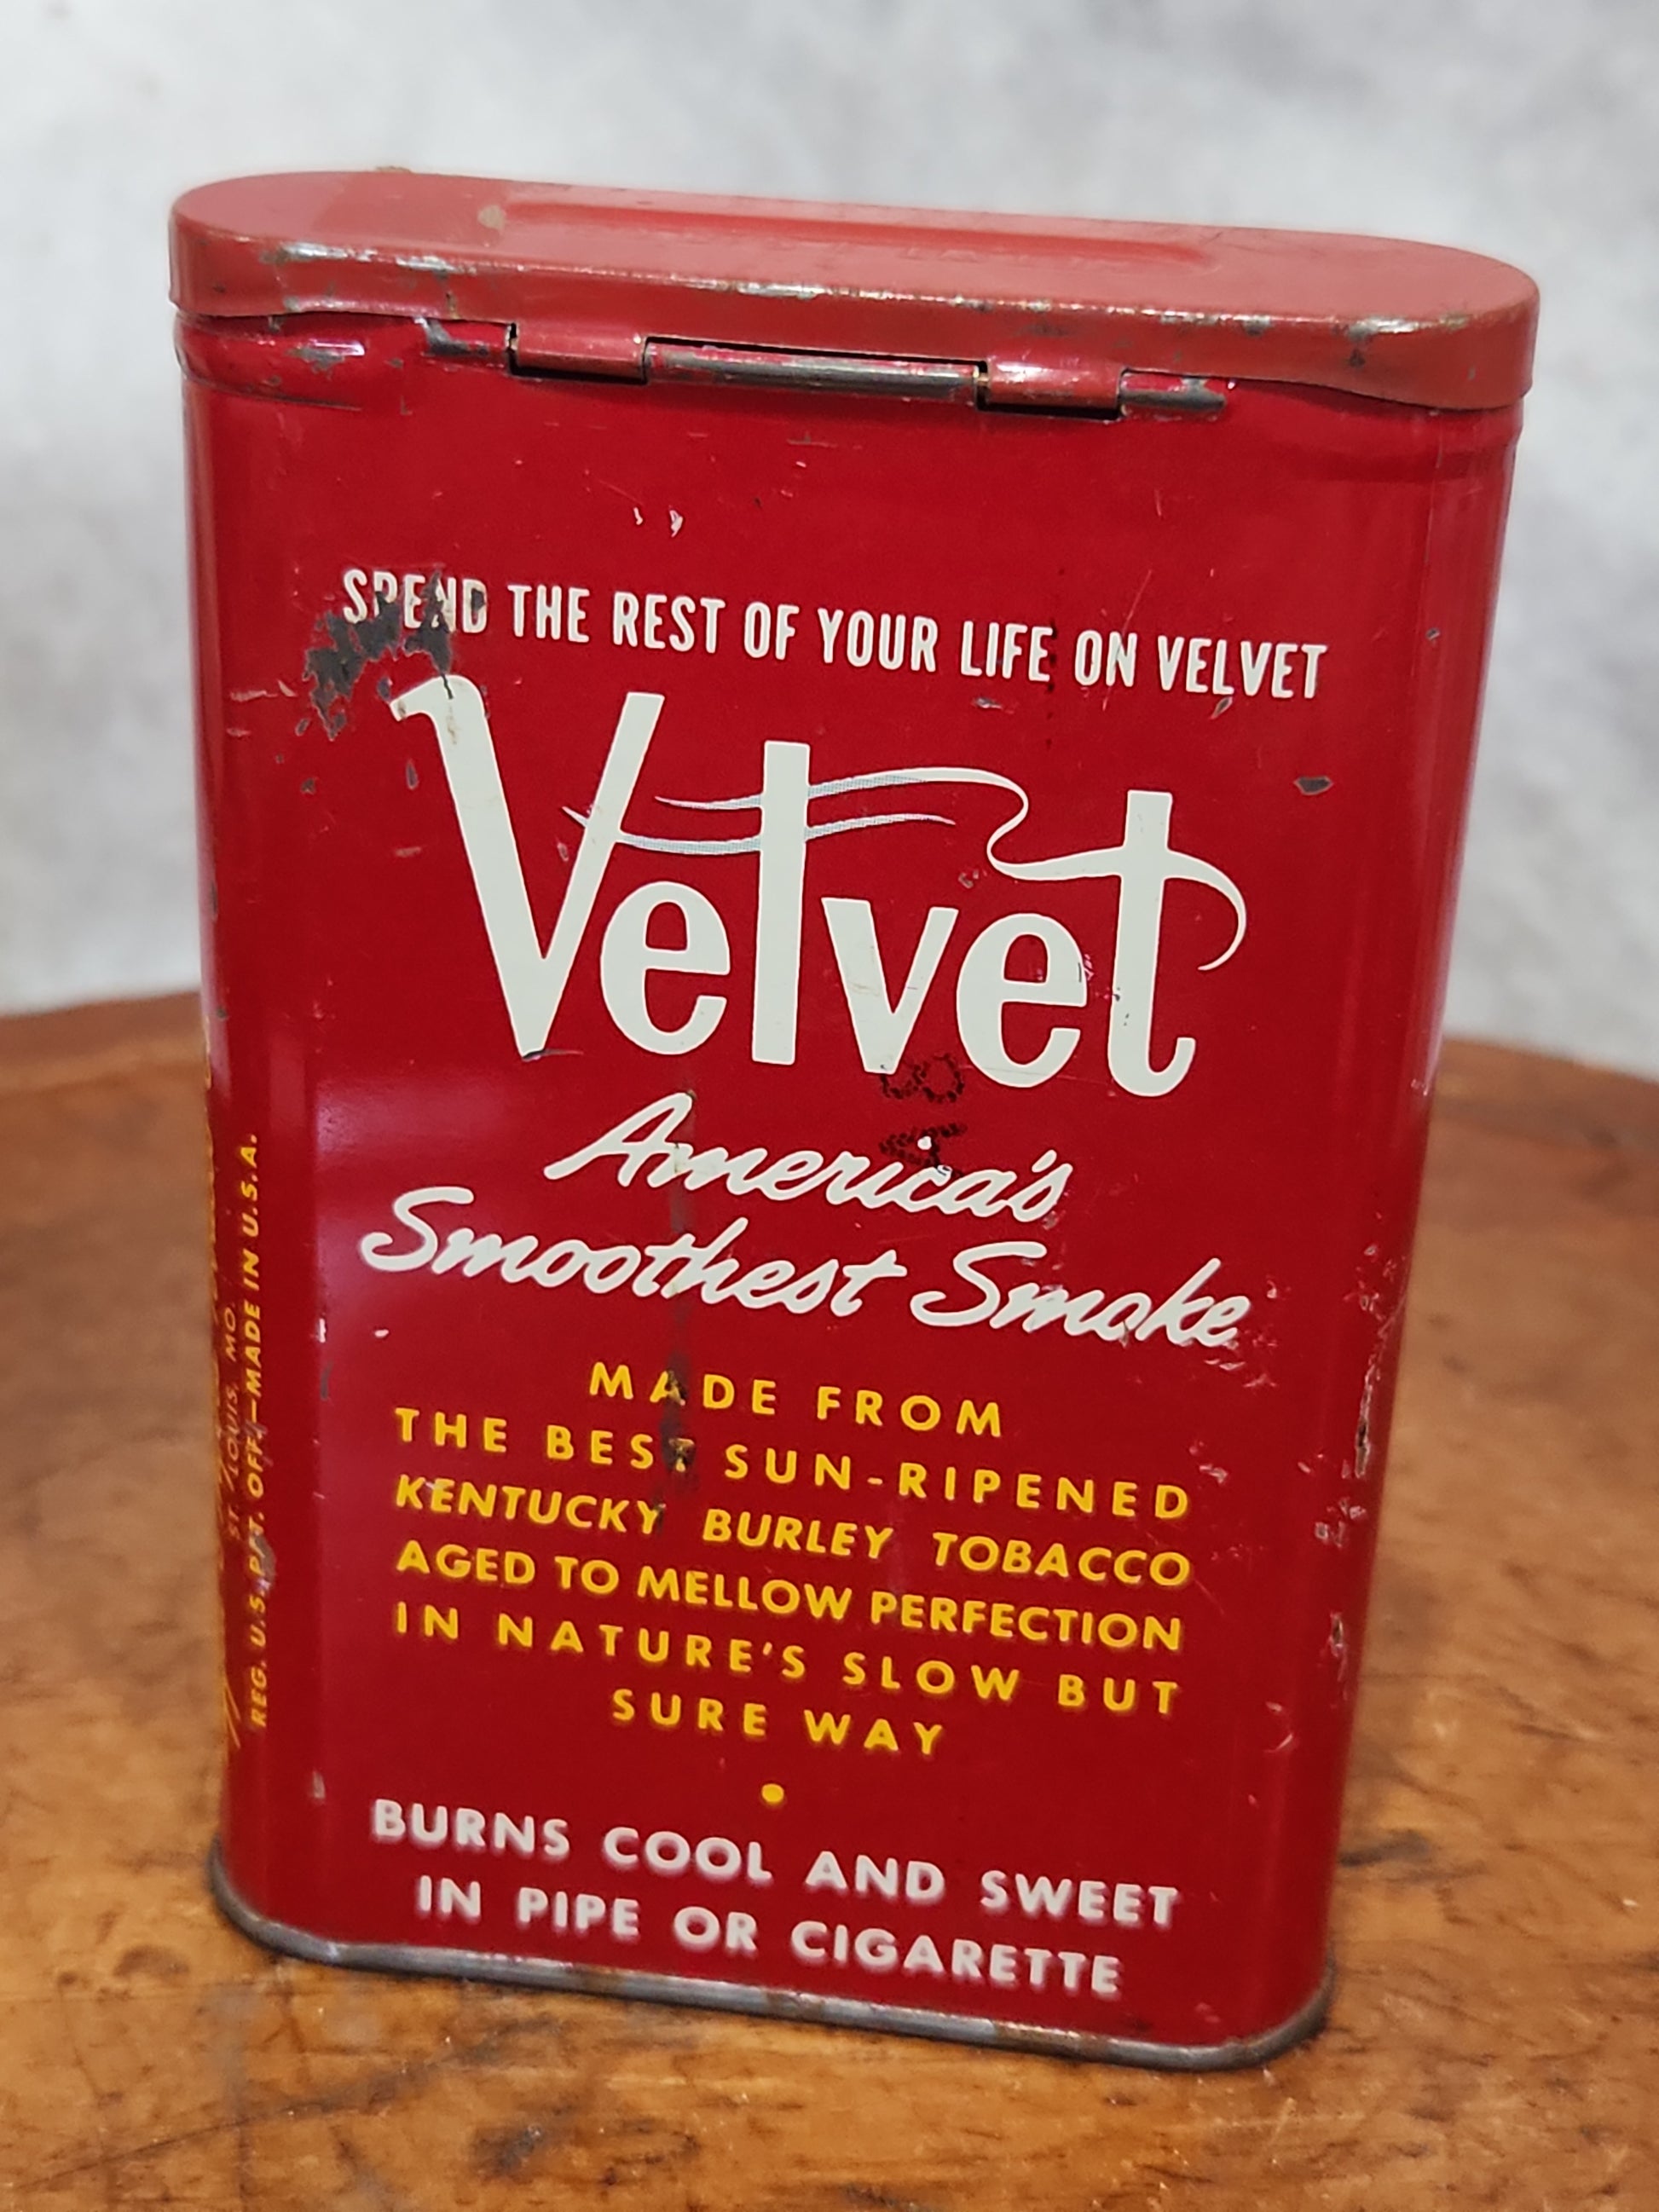 SPEND THE REST OF YOUR LIFE ON VELVET
Velvet
America's
Smoothest Smoke
MADE FROM
THE BEST SUN-RIPENED
KENTUCKY BURLEY TOBACCO
AGED TO MELLOW PERFECTION
IN NATURE'S SLOW BUT
SURE WAY
•
BURNS COOL AND SWEET
IN PIPE OR CIGARETTE
ST. LOUIS, MO.
REG. U.S. PAT. OFF.—MADE IN U.S.A.